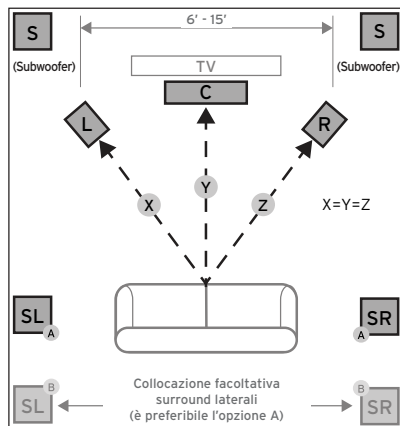 6' - 15'
S
S
(Subwoofer)
(Subwoofer)
TV
C
L
R
X
Y
Z
X=Y=Z
SL
A
SR
A
B
SL
B
SR
Collocazione facoltativa
surround laterali
(è preferibile l'opzione A)